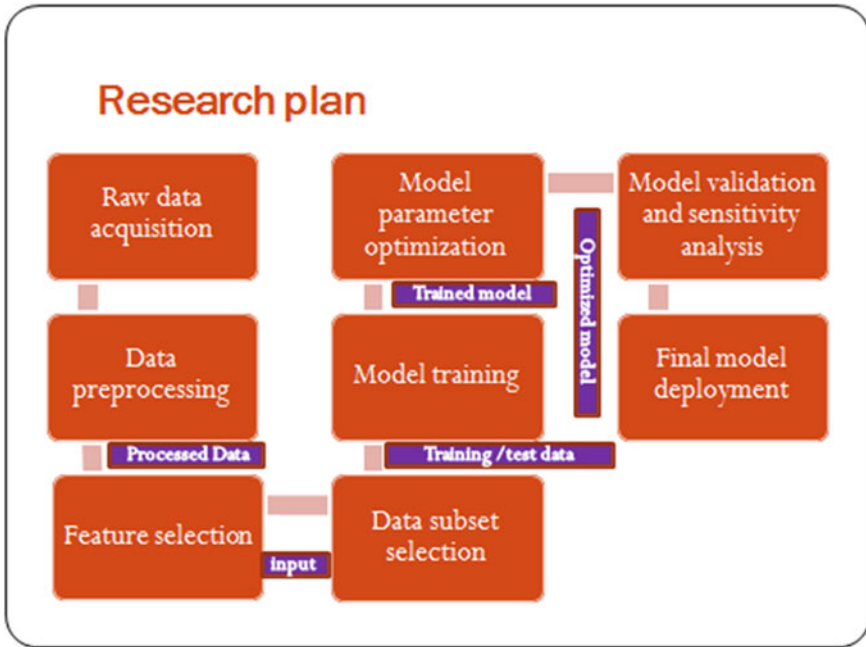 Research plan
Raw data
acquisition
Data
preprocessing
Processed Data
Feature selection
input
Data subset
selection
Training /test data
Model training
Trained model
Model
parameter
optimization
Optimized model
Model validation
and sensitivity
analysis
Final model
deployment